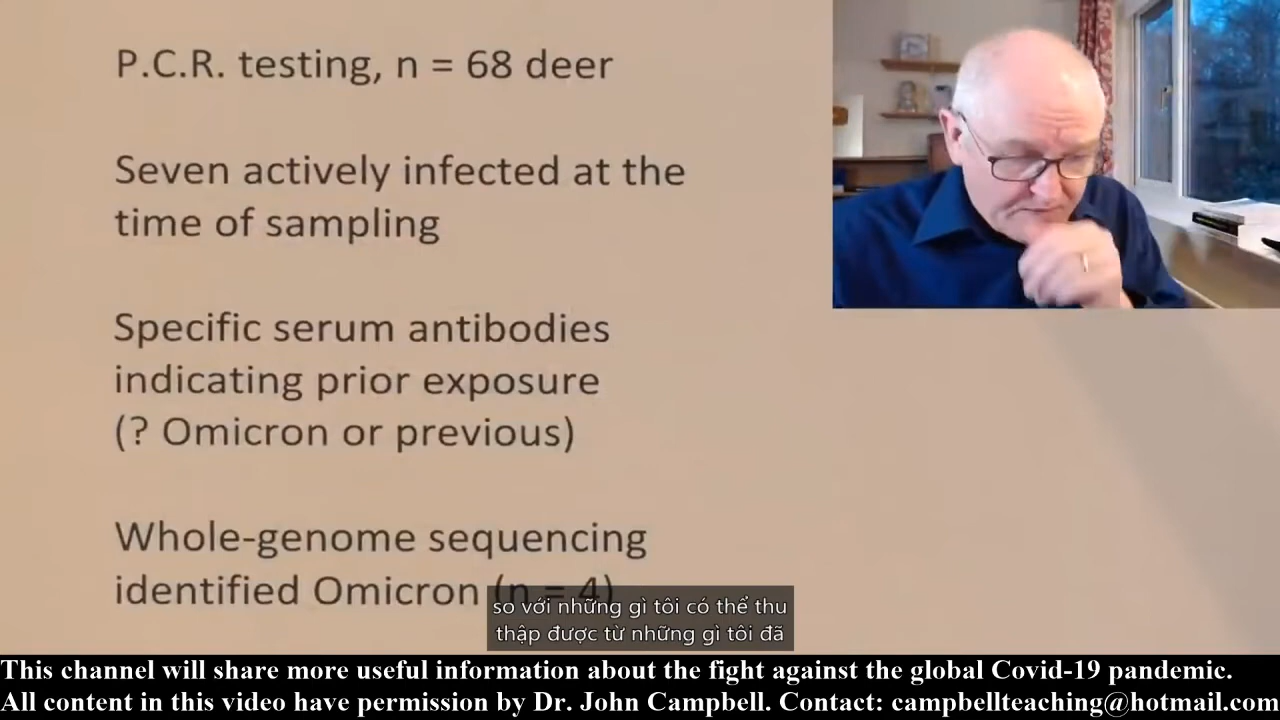 P.C.R. testing, n = 68 deer
Seven actively infected at the
time of sampling
Specific serum antibodies
indicating prior exposure
(? Omicron or previous)
Whole-genome sequencing
identified Omicron (n = 4)
so với những gì tôi có thể thu
thập được từ những gì tôi đã
This channel will share more useful information about the fight against the global Covid-19 pandemic.
All content in this video have permission by Dr. John Campbell. Contact: campbellteaching@hotmail.com